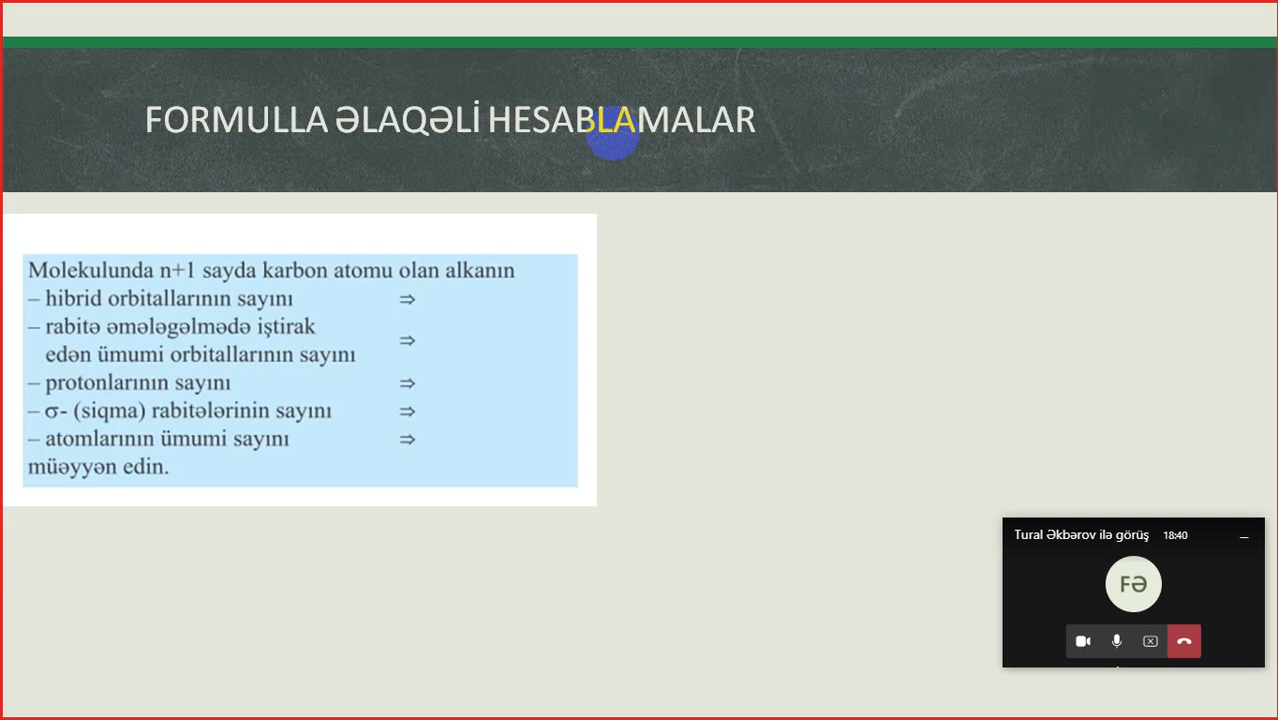 FORMULLA ƏLAQƏLİ HESABLAMALAR
Molekulunda n+1 sayda karbon atomu olan alkanın
– hibrid orbitallarının sayını ⇒
– rabitə əmələgəlmədə iştirak
edən ümumi orbitallarının sayını ⇒
– protonlarının sayını ⇒
– σ- (siqma) rabitələrinin sayını ⇒
– atomlarının ümumi sayını ⇒
müəyyən edin.
Tural Əkbərov ilə görüş 18:40
FƏ